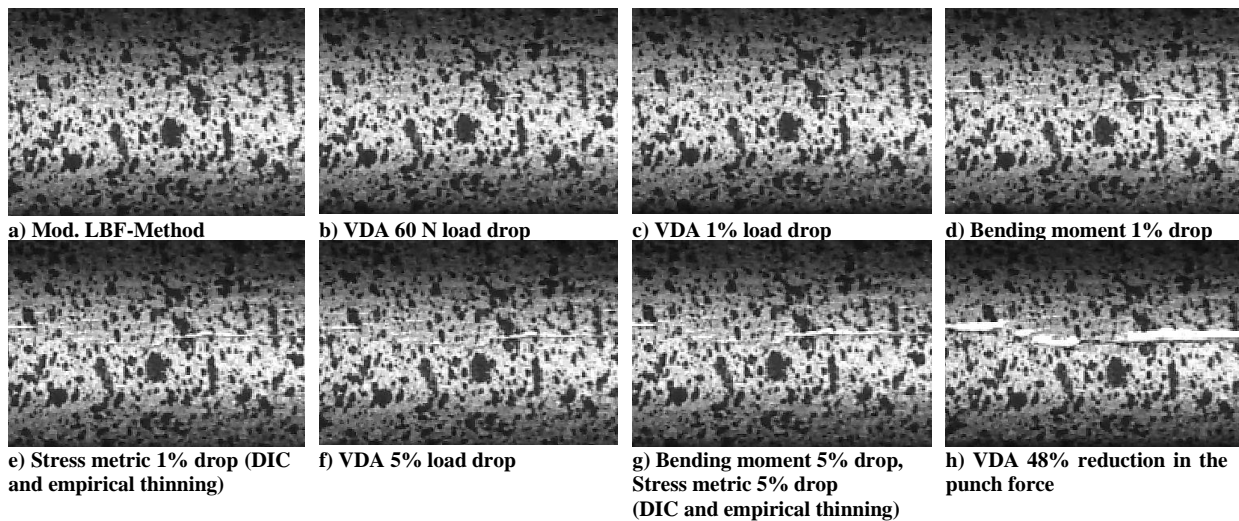 a) Mod. LBF-Method
b) VDA 60 N load drop
c) VDA 1% load drop
d) Bending moment 1% drop
e) Stress metric 1% drop (DIC
and empirical thinning)
f) VDA 5% load drop
g) Bending moment 5% drop,
Stress metric 5% drop
(DIC and empirical thinning)
h) VDA 48% reduction in the
punch force